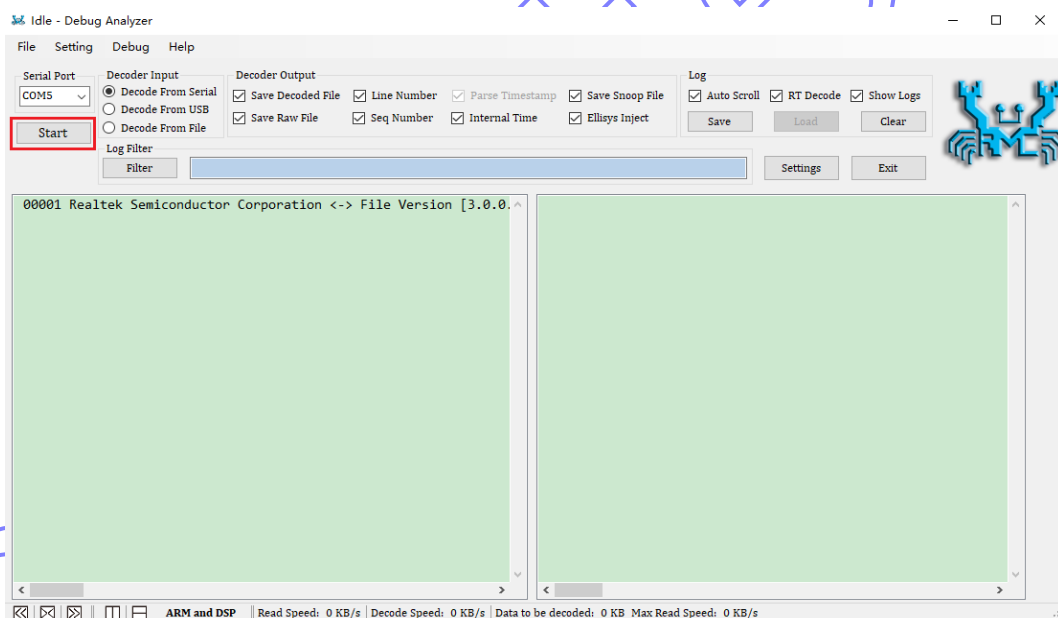 Idle - Debug Analyzer
File Setting Debug Help
Serial Port
COM5
Start
Decoder Input
Decode From Serial
Decode From USB
Decode From File
Decoder Output
Save Decoded File Line Number Parse Timestamp Save Snoop File
Save Raw File Seq Number Internal Time Ellisys Inject
Log
Auto Scroll RT Decode Show Logs
Save Load Clear
Log Filter
Filter
Settings Exit
00001 Realtek Semiconductor Corporation <-> File Version [3.0.0.
ARM and DSP Read Speed: 0 KB/s Decode Speed: 0 KB/s Data to be decoded: 0 KB Max Read Speed: 0 KB/s